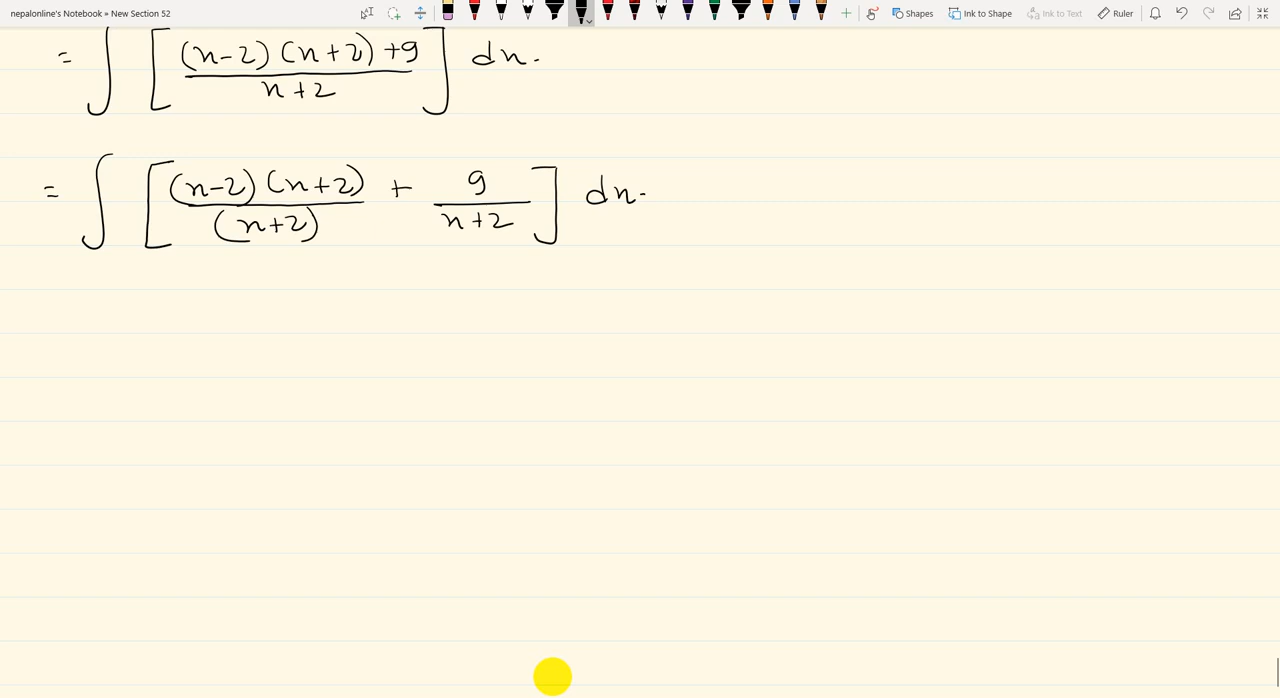 nepalonline's Notebook » New Section 52
Shapes Ink to Shape Ink to Text Ruler
= ∫ [ ((x-2)(x+2)+9)/(x+2) ] dx.
= ∫ [ ((x-2)(x+2))/((x+2)) + 9/(x+2) ] dx.